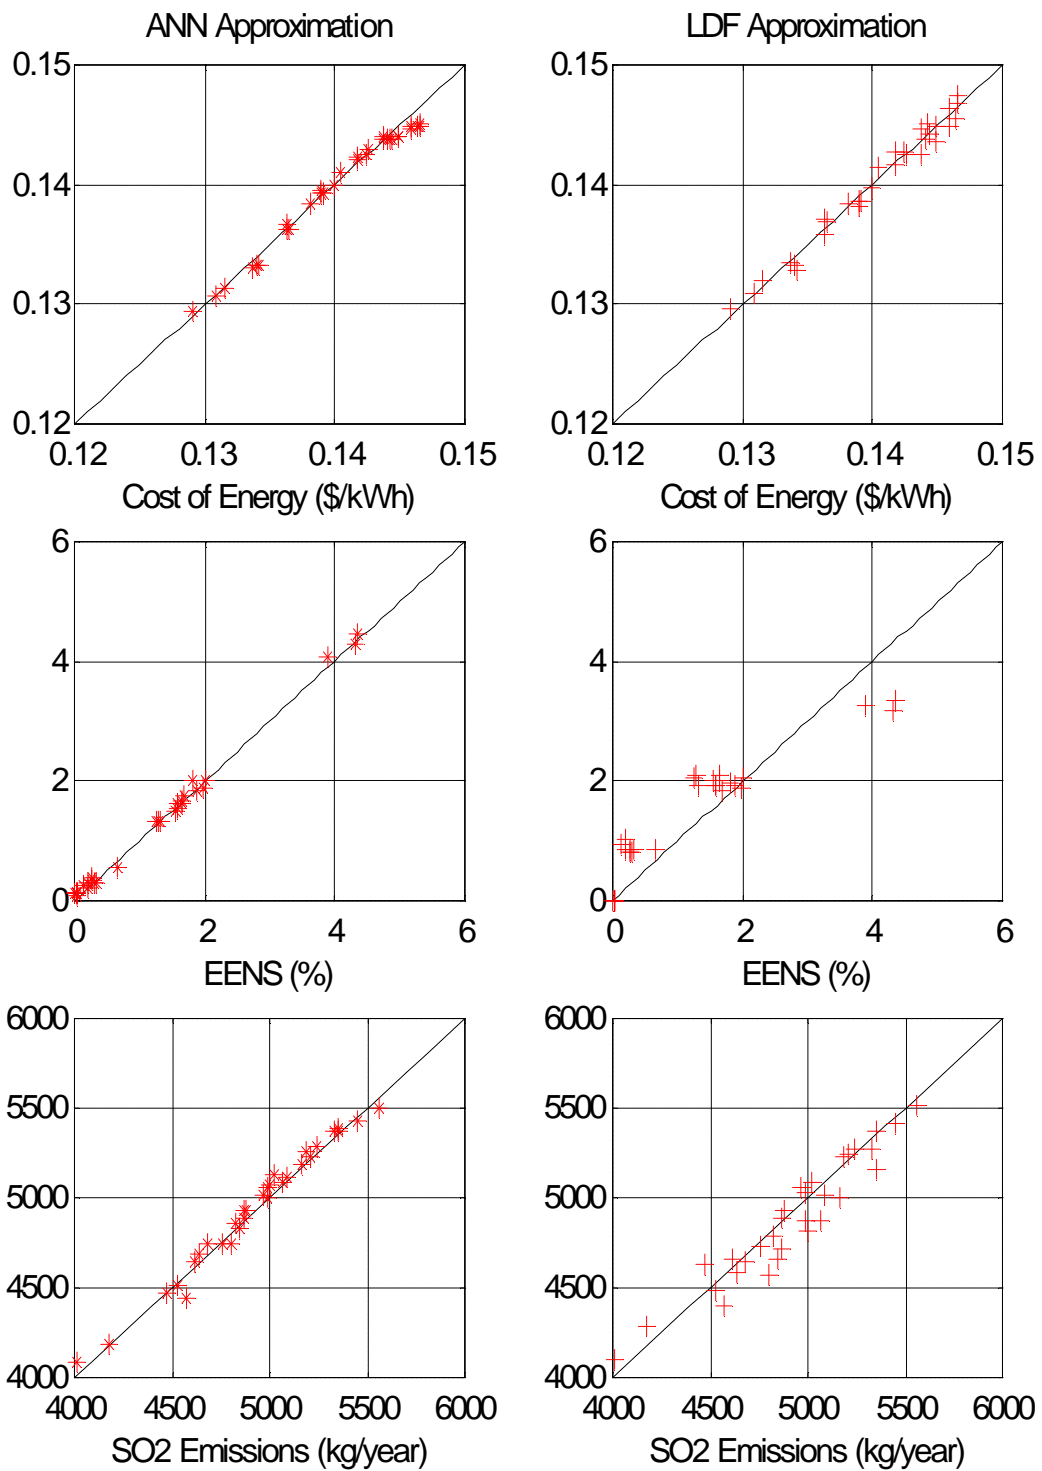 ANN Approximation
LDF Approximation
0.15
0.14
0.13
0.12
0.12 0.13 0.14 0.15
Cost of Energy ($/kWh)
0.15
0.14
0.13
0.12
0.12 0.13 0.14 0.15
Cost of Energy ($/kWh)
6
4
2
0
0 2 4 6
EENS (%)
6
4
2
0
0 2 4 6
EENS (%)
6000
5500
5000
4500
4000
4000 4500 5000 5500 6000
SO2 Emissions (kg/year)
6000
5500
5000
4500
4000
4000 4500 5000 5500 6000
SO2 Emissions (kg/year)